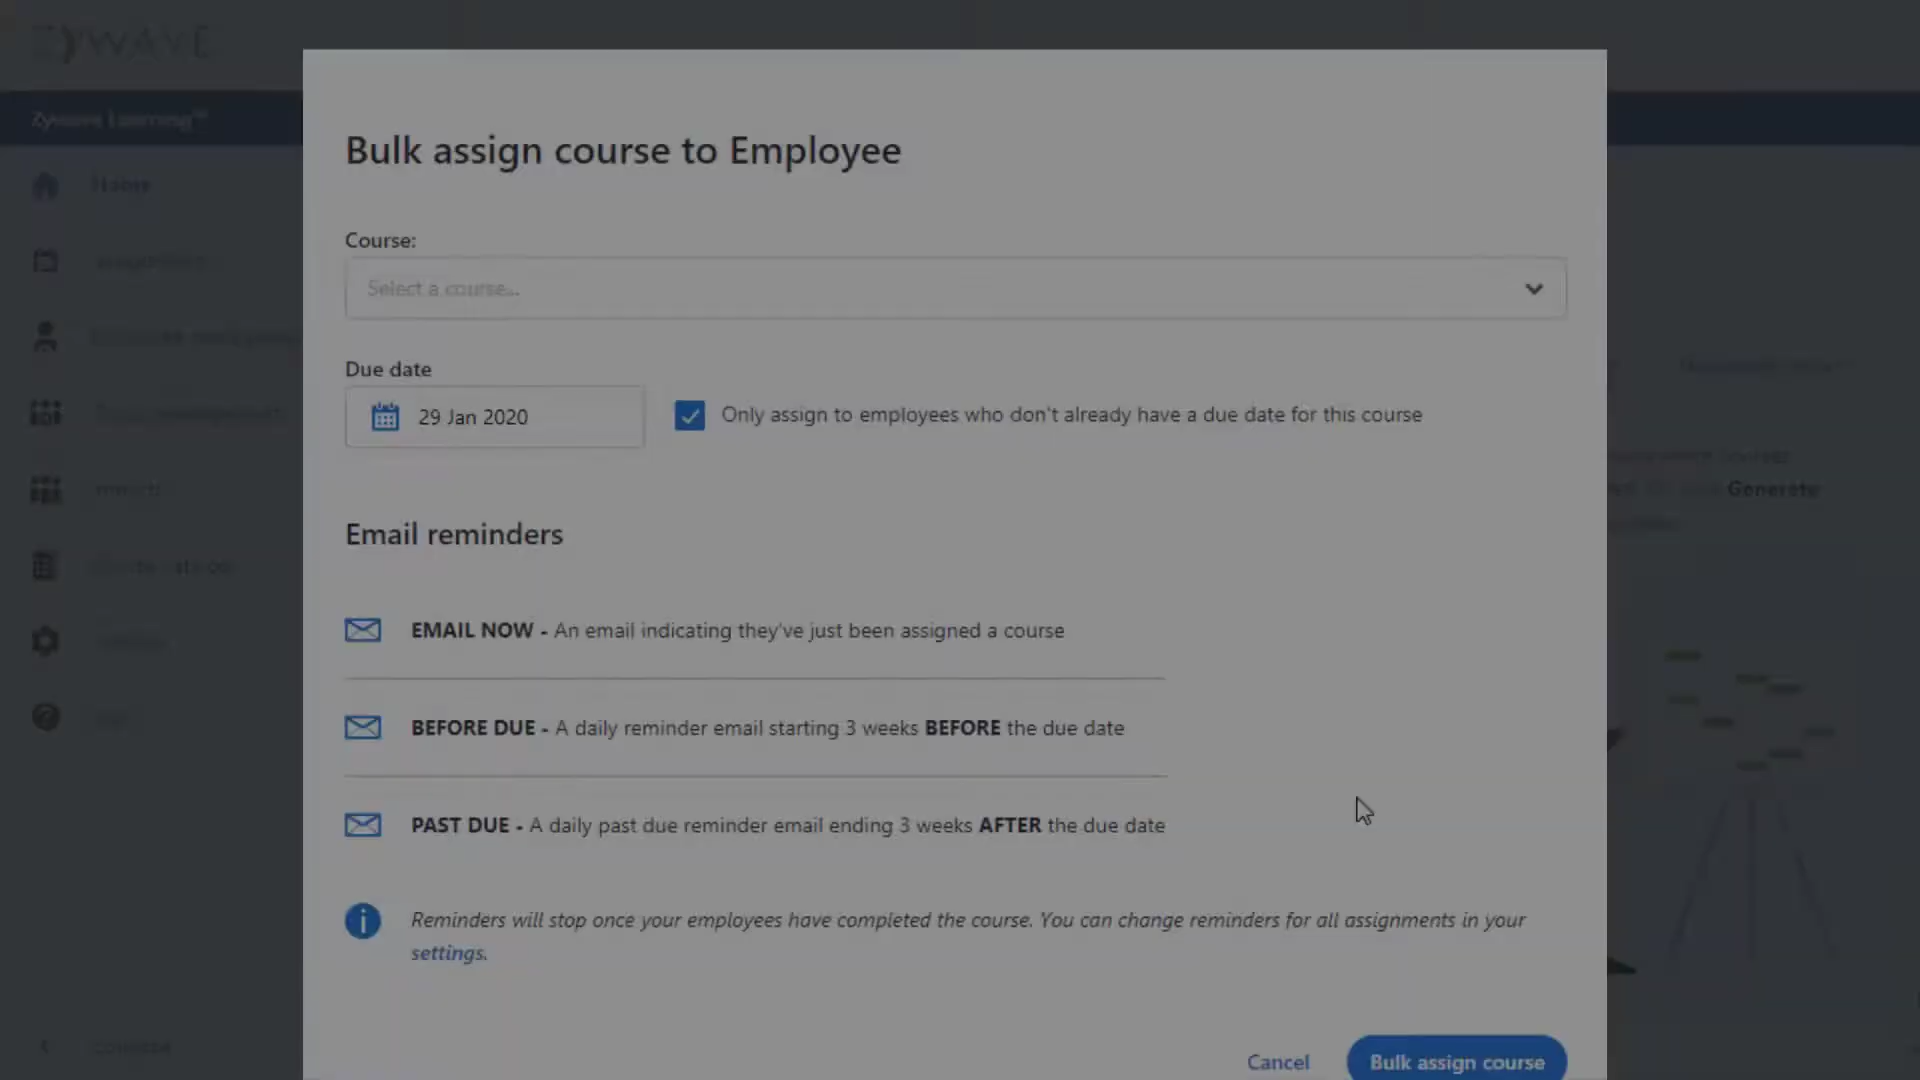 ZYWAVE
Zywave Learning™
Home
Bulk assign course to Employee
Course:
Select a course...
Due date
29 Jan 2020
Only assign to employees who don't already have a due date for this course
Email reminders
EMAIL NOW - An email indicating they've just been assigned a course
BEFORE DUE - A daily reminder email starting 3 weeks BEFORE the due date
PAST DUE - A daily past due reminder email ending 3 weeks AFTER the due date
Reminders will stop once your employees have completed the course. You can change reminders for all assignments in your
settings.
Generate
Cancel
Bulk assign course